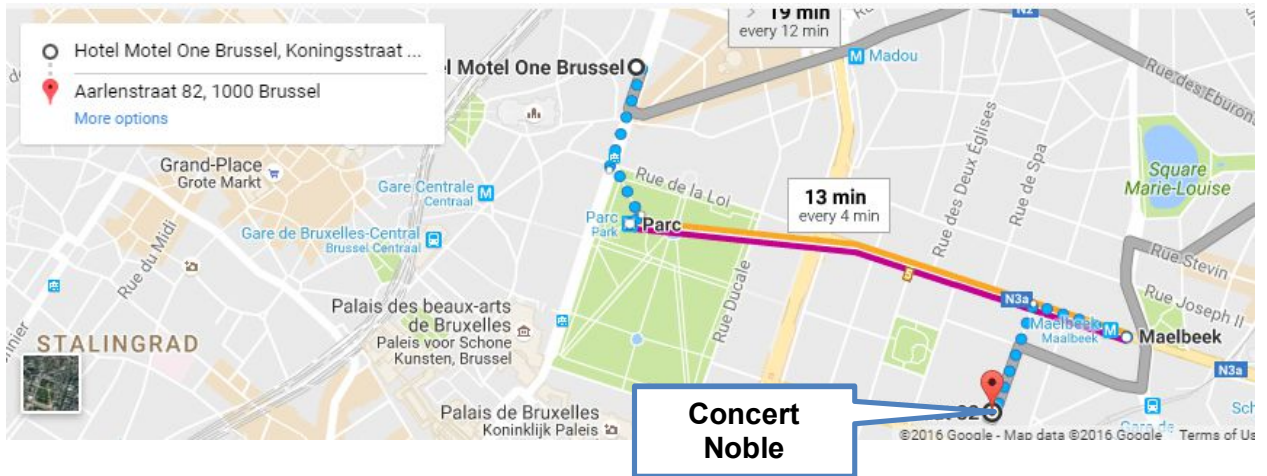 Hotel Motel One Brussel, Koningsstraat ...
Aarlenstraat 82, 1000 Brussel
More options
19 min
every 12 min
N2
Madou
Rue des Eburons
Motel One Brussel
Grand-Place
Grote Markt
Gare Centrale
Centraal
Rue de la Loi
13 min
every 4 min
Rue des Deux Églises
Rue de Spa
Square
Marie-Louise
Parc
Park
Parc
Gare de Bruxelles-Central
Brussel Centraal
Rue du Midi
Rue Ducale
Rue Stevin
Rue Joseph II
N3a
Maelbeek
Maalbeek
Maelbeek
N3a
Palais des beaux-arts
de Bruxelles
Paleis voor Schone
Kunsten, Brussel
STALINGRAD
Palais de Bruxelles
Koninklijk Paleis
Concert
Noble
©2016 Google - Map data ©2016 Google Terms of Us